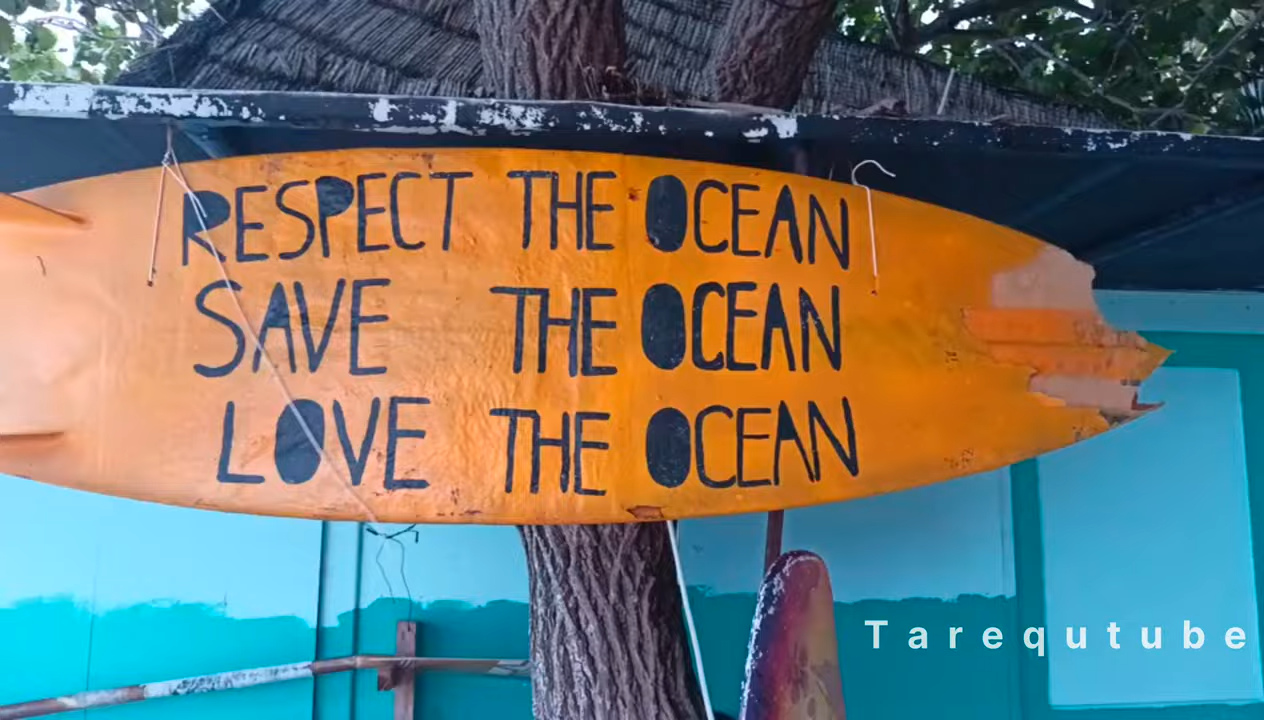 RESPECT THE OCEAN
SAVE THE OCEAN
LOVE THE OCEAN
Tarequtube